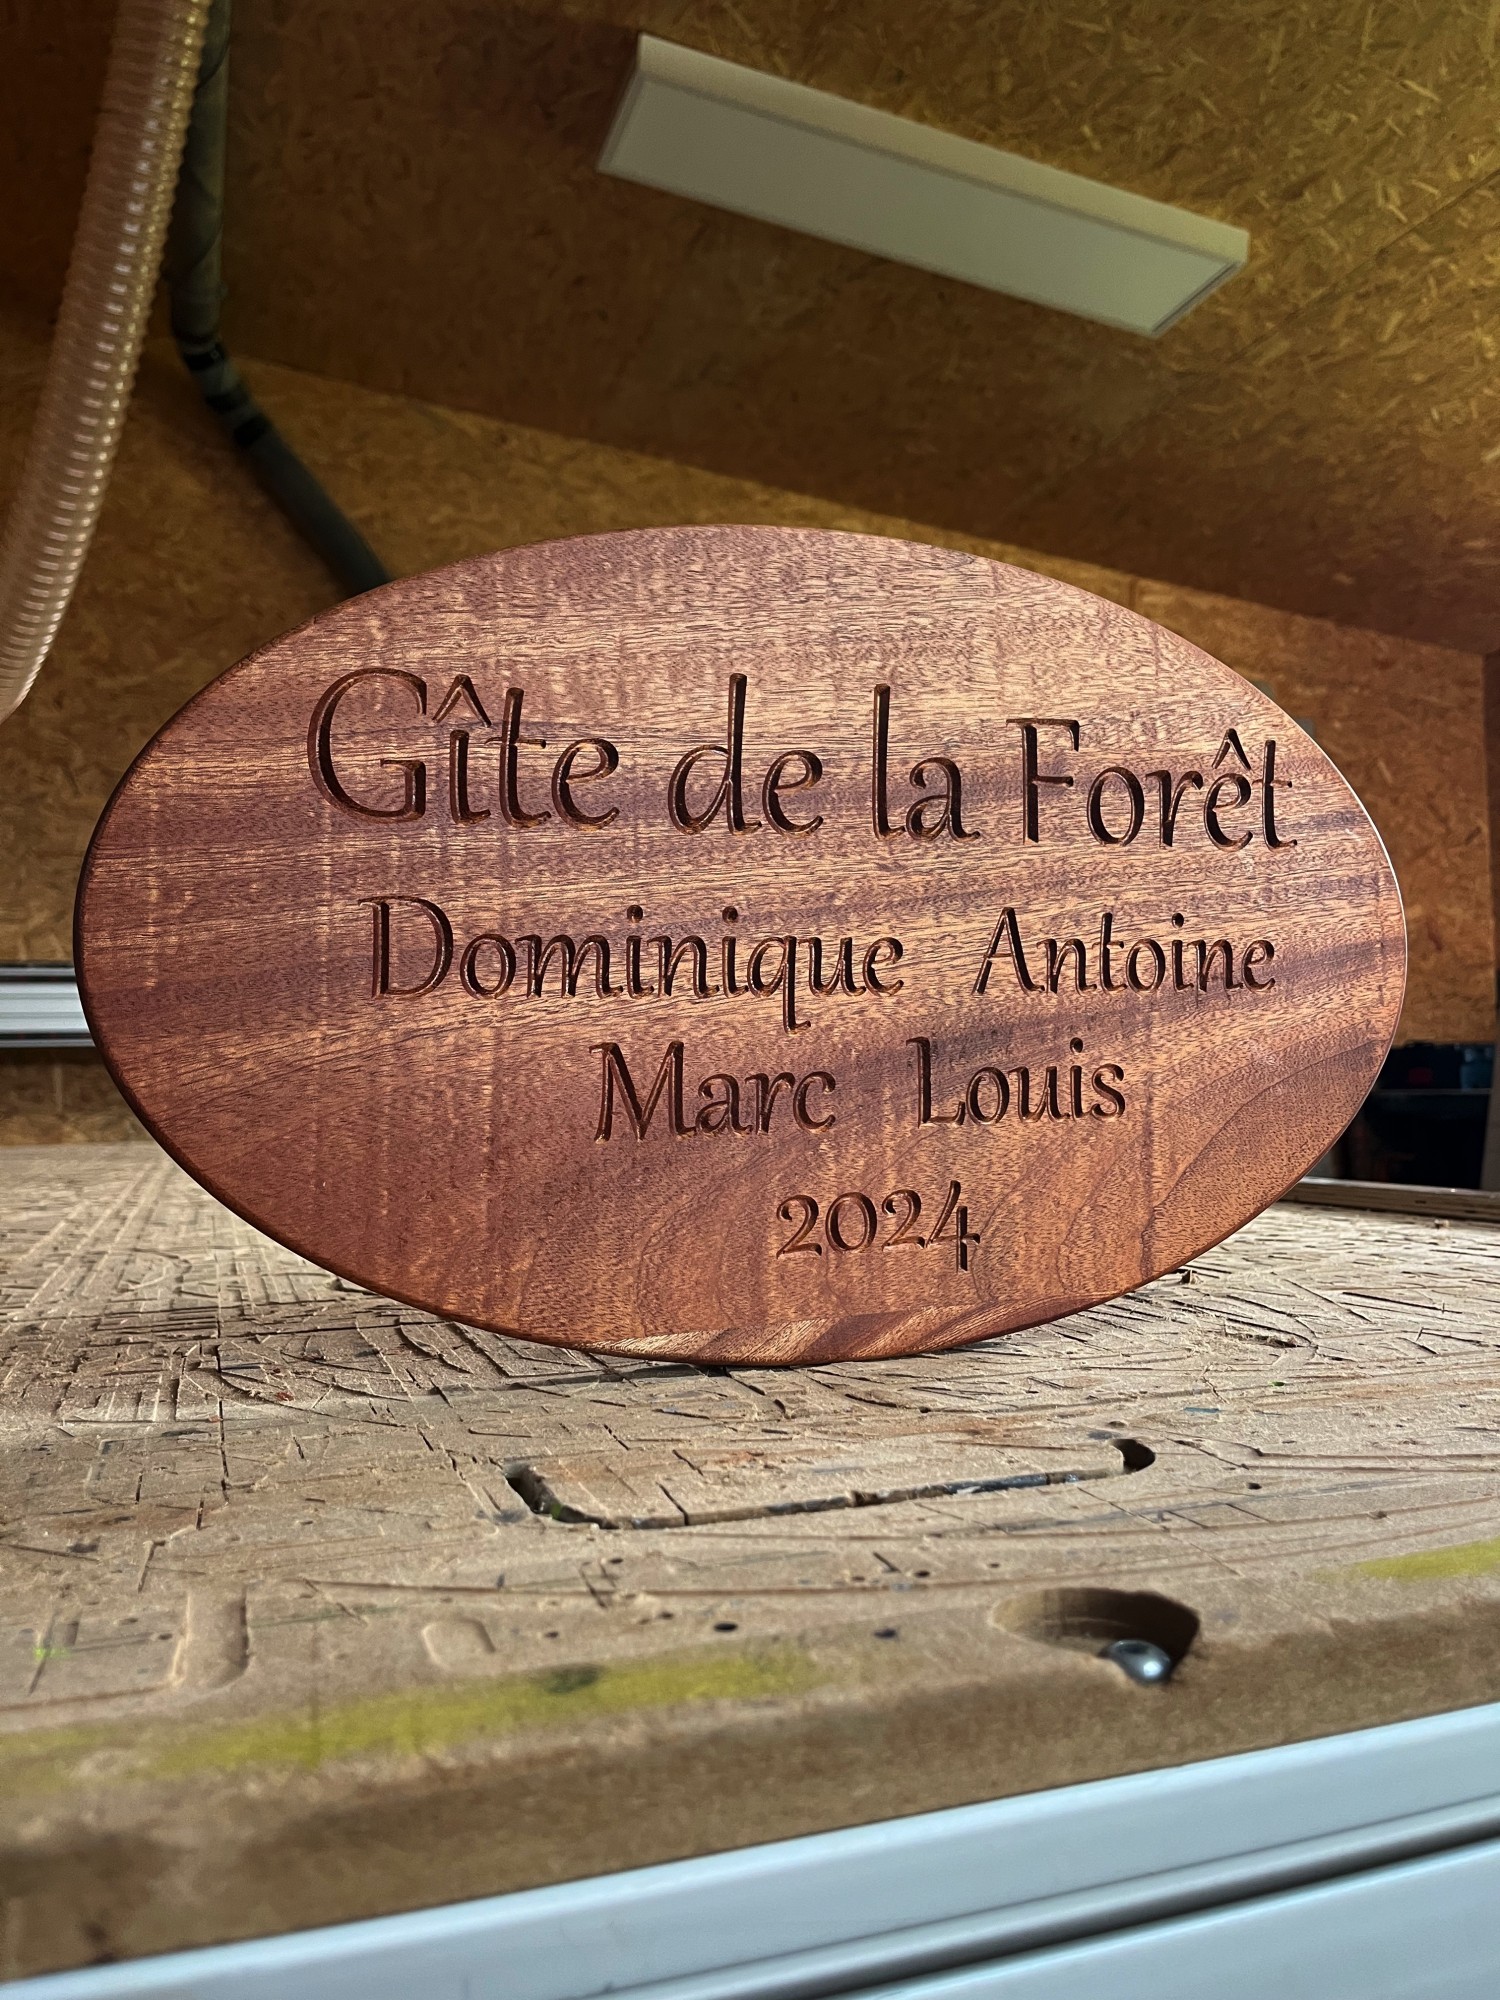 Gîte de la Forêt
Dominique Antoine
Marc Louis
2024